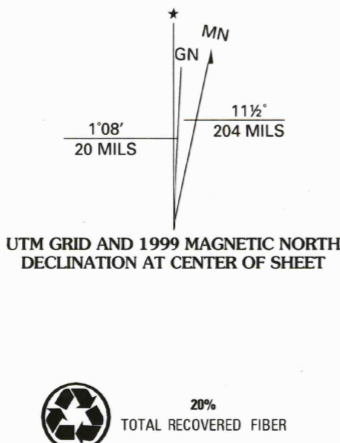 ★
MN
GN
1°08′
20 MILS
11½°
204 MILS
UTM GRID AND 1999 MAGNETIC NORTH
DECLINATION AT CENTER OF SHEET
20%
TOTAL RECOVERED FIBER